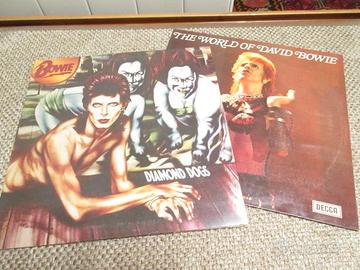 BOWIE
DIAMOND DOGS
THE WORLD OF DAVID BOWIE
DECCA